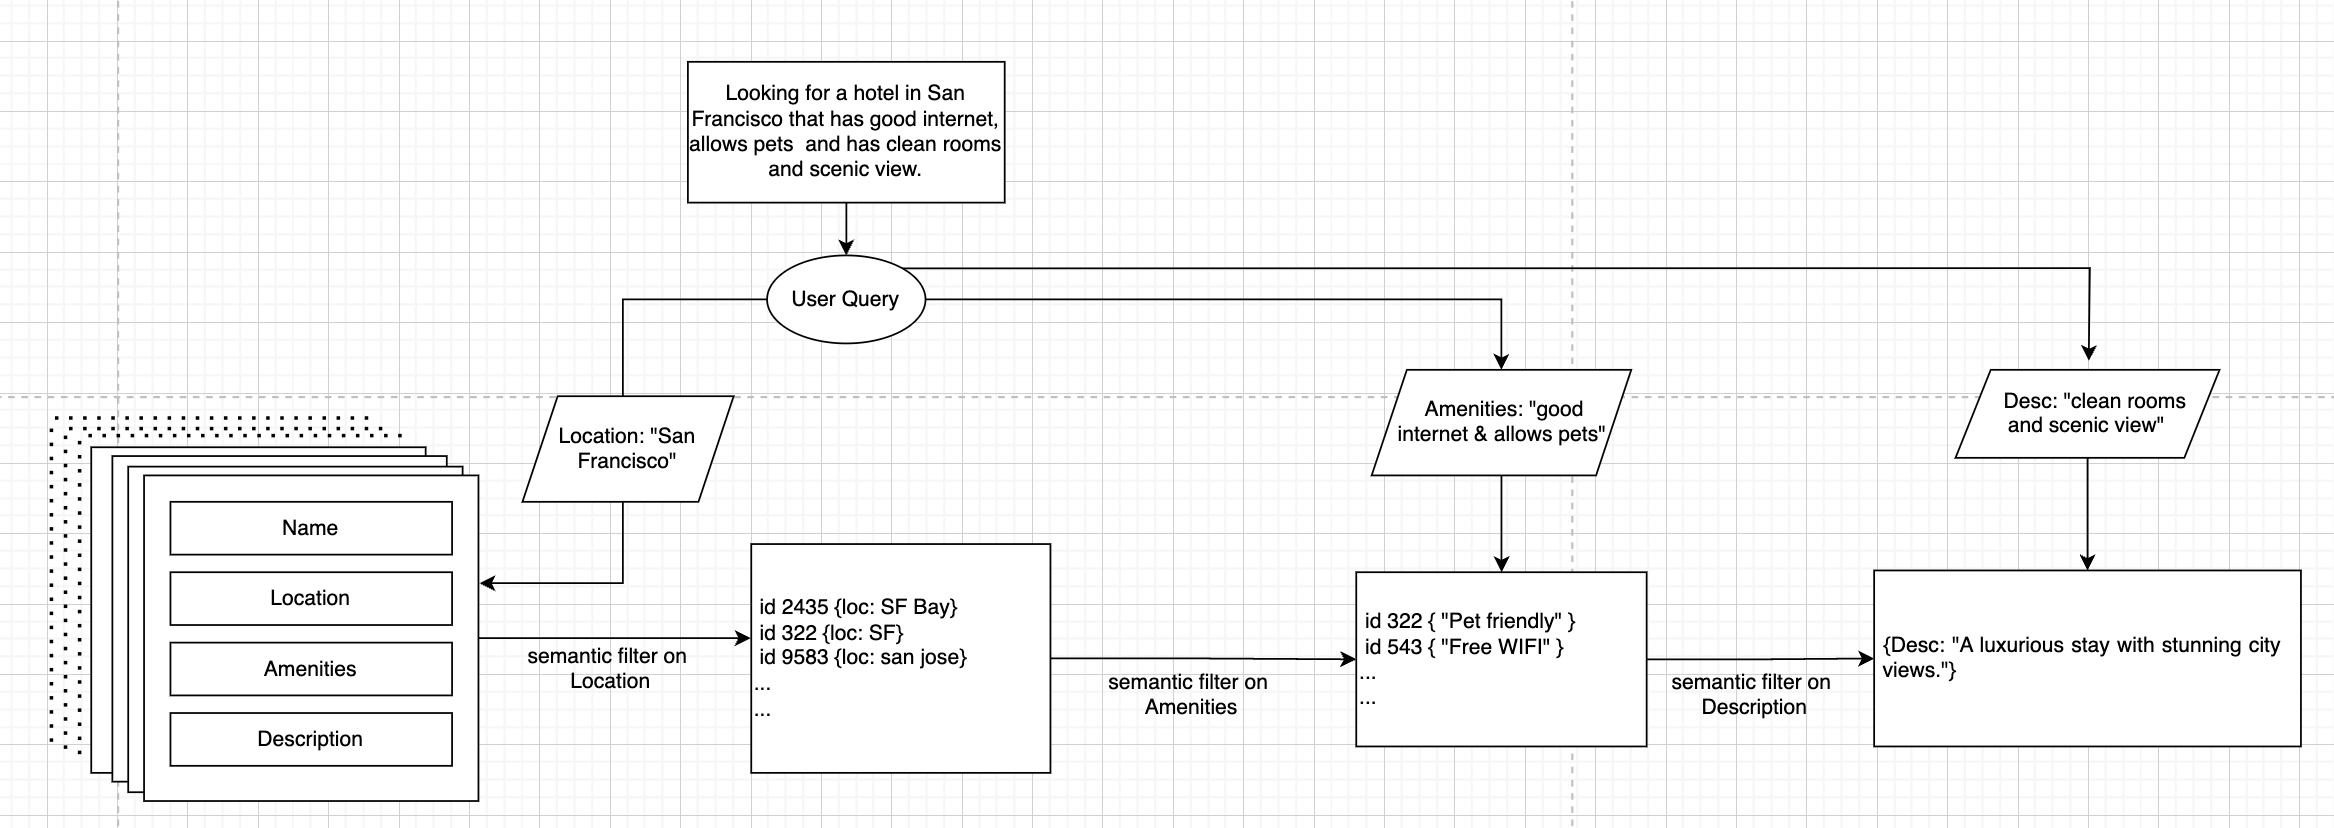 Looking for a hotel in San
Francisco that has good internet,
allows pets  and has clean rooms
and scenic view.
User Query
Location: "San
Francisco"
Amenities: "good
internet & allows pets"
Desc: "clean rooms
and scenic view"
Name
Location
Amenities
Description
semantic filter on
Location
id 2435 {loc: SF Bay}
id 322 {loc: SF}
id 9583 {loc: san jose}
...
...
semantic filter on
Amenities
id 322 { "Pet friendly" }
id 543 { "Free WIFI" }
...
...
semantic filter on
Description
{Desc: "A luxurious stay with stunning city
views."}